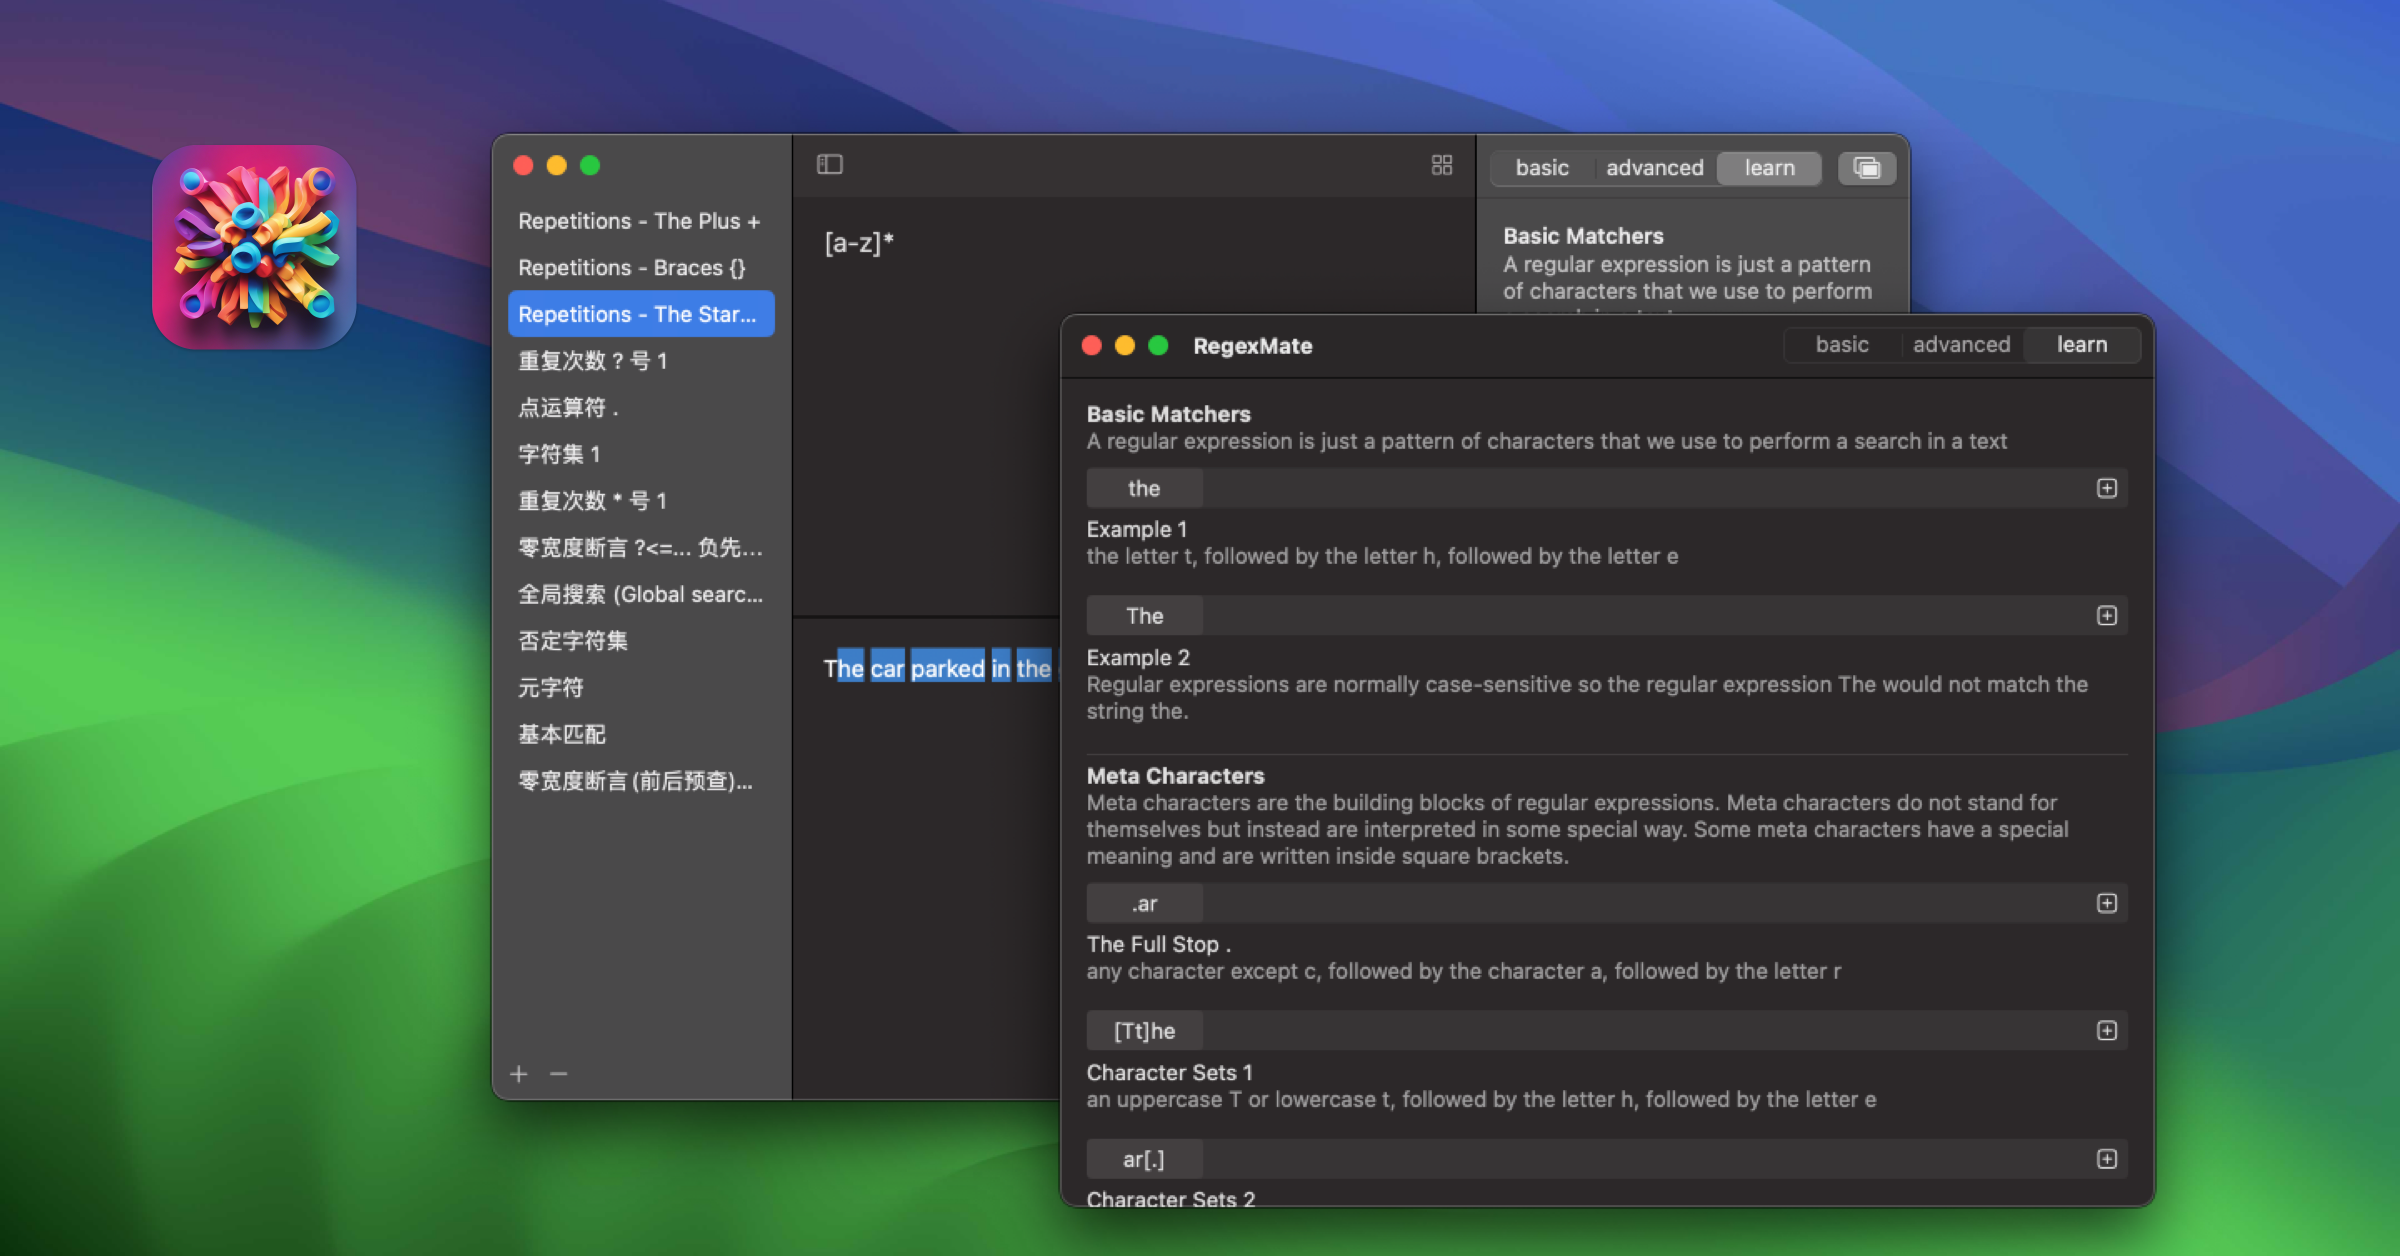 Repetitions - The Plus +
Repetitions - Braces {}
Repetitions - The Star...
重复次数 ? 号 1
点运算符 .
字符集 1
重复次数 * 号 1
零宽度断言 ?<=... 负先...
全局搜索 (Global searc...
否定字符集
元字符
基本匹配
零宽度断言 (前后预查)...
[a-z]*
The car parked in the
basic advanced learn
Basic Matchers
A regular expression is just a pattern
of characters that we use to perform
RegexMate
basic advanced learn
Basic Matchers
A regular expression is just a pattern of characters that we use to perform a search in a text
the
Example 1
the letter t, followed by the letter h, followed by the letter e
The
Example 2
Regular expressions are normally case-sensitive so the regular expression The would not match the
string the.
Meta Characters
Meta characters are the building blocks of regular expressions. Meta characters do not stand for
themselves but instead are interpreted in some special way. Some meta characters have a special
meaning and are written inside square brackets.
.ar
The Full Stop .
any character except c, followed by the character a, followed by the letter r
[Tt]he
Character Sets 1
an uppercase T or lowercase t, followed by the letter h, followed by the letter e
ar[.]
Character Sets 2